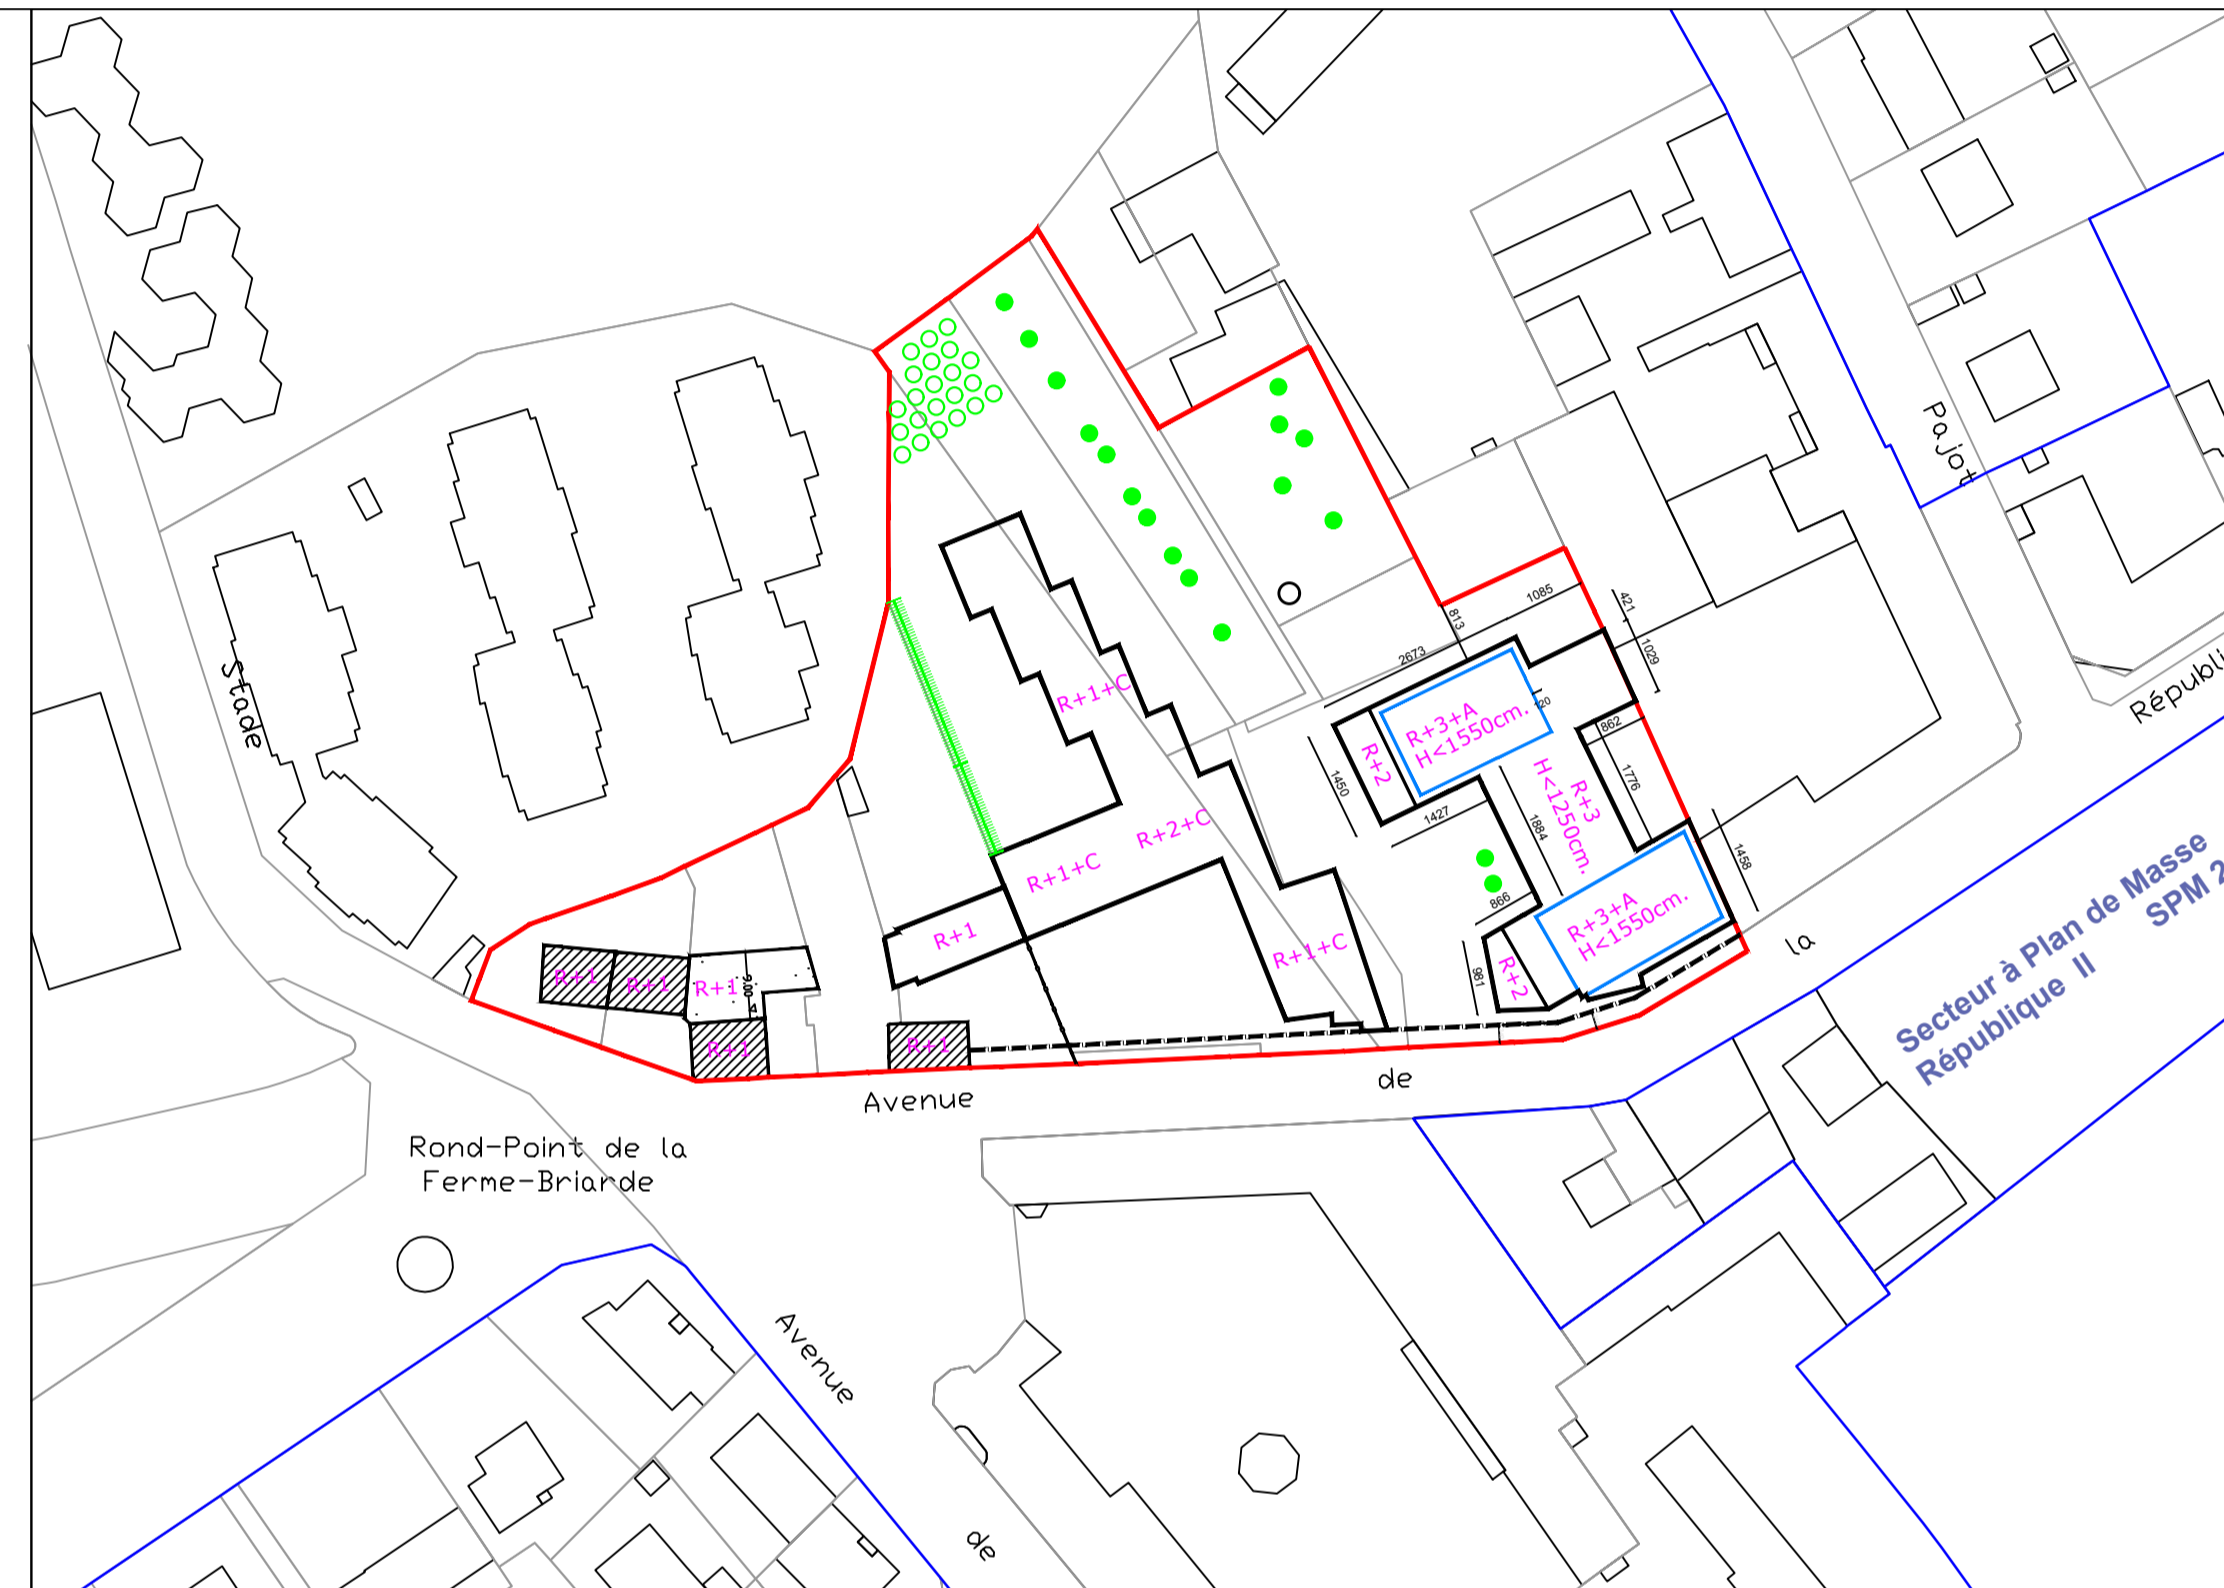 Pajot
Stade
Républi
1085
421
813
1029
2673
120
R+3+A
H<1550cm.
R+2
862
1450
R+3
H<1250cm.
1776
1427
1884
1458
866
R+3+A
H<1550cm.
R+2
981
R+1+C
R+2+C
R+1+C
R+1
R+1+C
R+1
R+1
R+1
R+1
R+1
la
Secteur à Plan de Masse
SPM 2
République II
de
Avenue
Rond-Point de la
Ferme-Briarde
Avenue
de